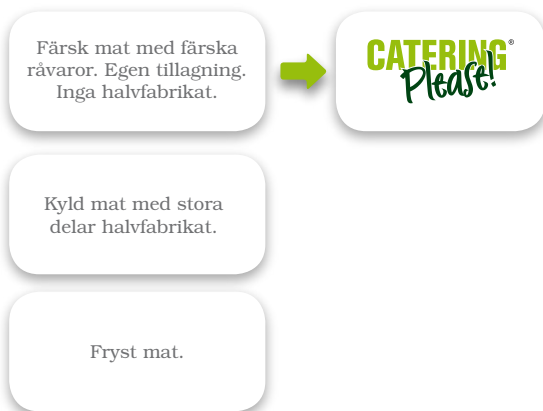 Färsk mat med färska
råvaror. Egen tillagning.
Inga halvfabrikat.
CATERING®
Please!
Kyld mat med stora
delar halvfabrikat.
Fryst mat.